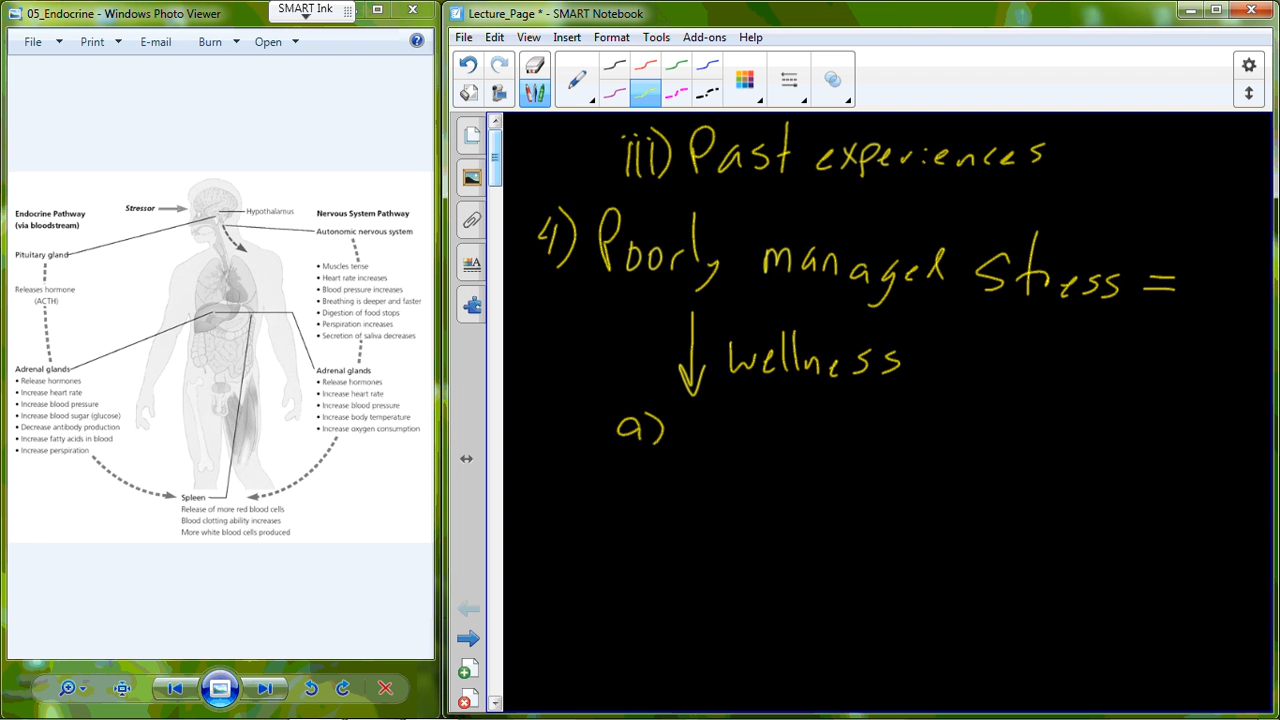 05_Endocrine - Windows Photo Viewer
SMART Ink
File Print E-mail Burn Open
Stressor
Hypothalamus
Endocrine Pathway
(via bloodstream)
Nervous System Pathway
Autonomic nervous system
Pituitary gland
Releases hormone
(ACTH)
• Muscles tense
• Heart rate increases
• Blood pressure increases
• Breathing is deeper and faster
• Digestion of food stops
• Perspiration increases
• Secretion of saliva decreases
Adrenal glands
• Release hormones
• Increase heart rate
• Increase blood pressure
• Increase blood sugar (glucose)
• Decrease antibody production
• Increase fatty acids in blood
• Increase perspiration
Adrenal glands
• Release hormones
• Increase heart rate
• Increase blood pressure
• Increase body temperature
• Increase oxygen consumption
Spleen
Release of more red blood cells
Blood clotting ability increases
More white blood cells produced
Lecture_Page * - SMART Notebook
File Edit View Insert Format Tools Add-ons Help
iii) Past experiences
4) Poorly managed Stress =
↓ wellness
a)